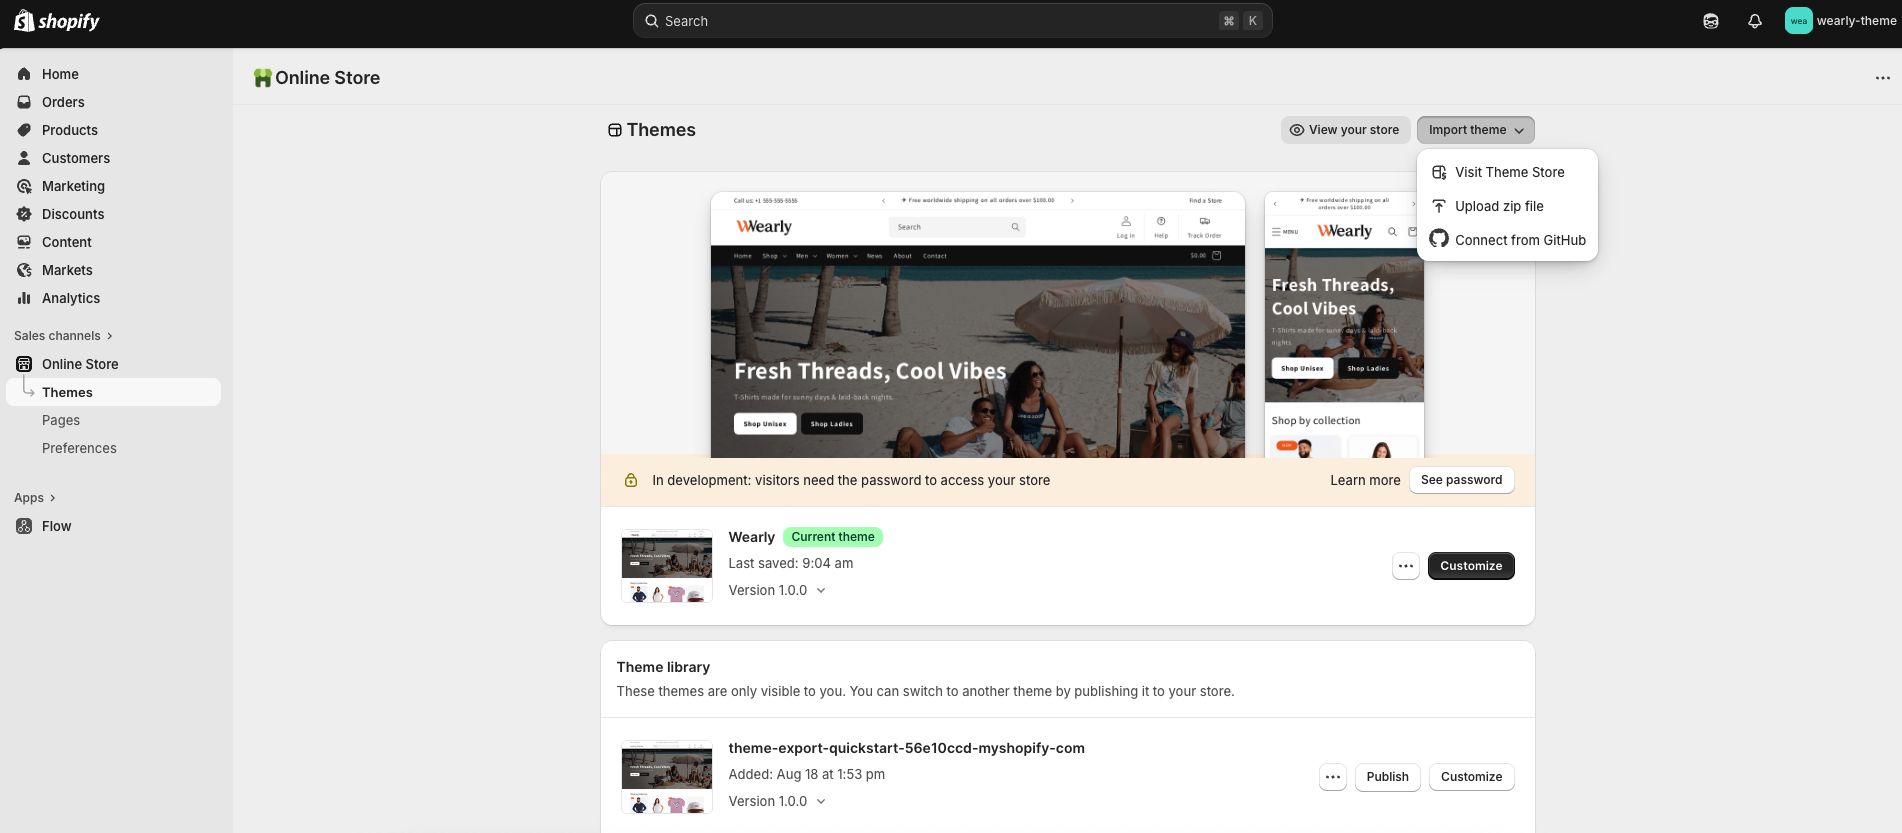 shopify
Search
⌘ K
wea
wearly-theme
Home
Orders
Products
Customers
Marketing
Discounts
Content
Markets
Analytics
Sales channels
Online Store
Themes
Pages
Preferences
Apps
Flow
Online Store
Themes
View your store
Import theme
Visit Theme Store
Upload zip file
Connect from GitHub
Call us: +1 555-555-5555
Free worldwide shipping on all orders over $100.00
Find a Store
Wearly
Search
Log in
Help
Track Order
Home Shop Men Women News About Contact
$0.00
Fresh Threads, Cool Vibes
T-Shirts made for sunny days & laid-back nights.
Shop Unisex
Shop Ladies
Free worldwide shipping on all
orders over $100.00
MENU
Wearly
Fresh Threads,
Cool Vibes
T-Shirts made for sunny days & laid-back
nights.
Shop Unisex
Shop Ladies
Shop by collection
In development: visitors need the password to access your store
Learn more
See password
Wearly
Current theme
Last saved: 9:04 am
Version 1.0.0
Customize
Theme library
These themes are only visible to you. You can switch to another theme by publishing it to your store.
theme-export-quickstart-56e10ccd-myshopify-com
Added: Aug 18 at 1:53 pm
Version 1.0.0
Publish
Customize